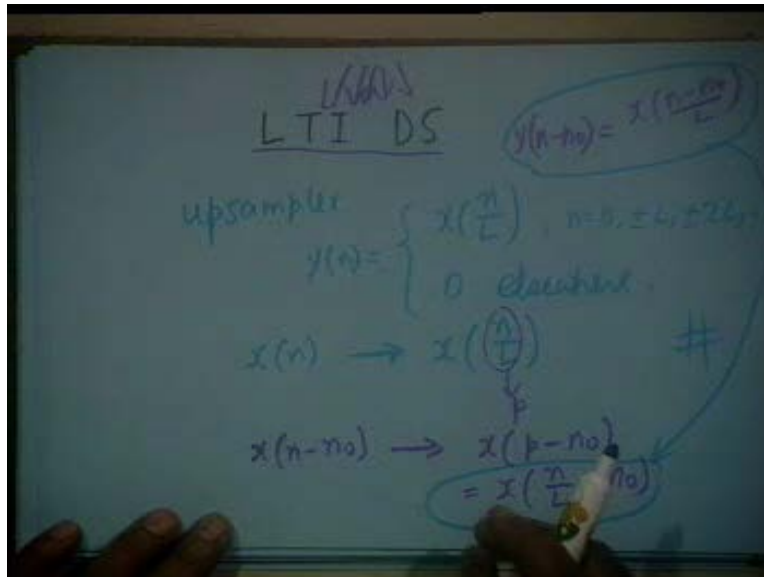 LTI DS
y(n-n₀) = x((n-n₀)/L)
upsampler
y(n) = { x(n/L), n=0, ±L, ±2L,
0 elsewhere.
x(n) → x(n/L) #
p
x(n-n₀) → x(p-n₀)
= x(n/L - n₀)